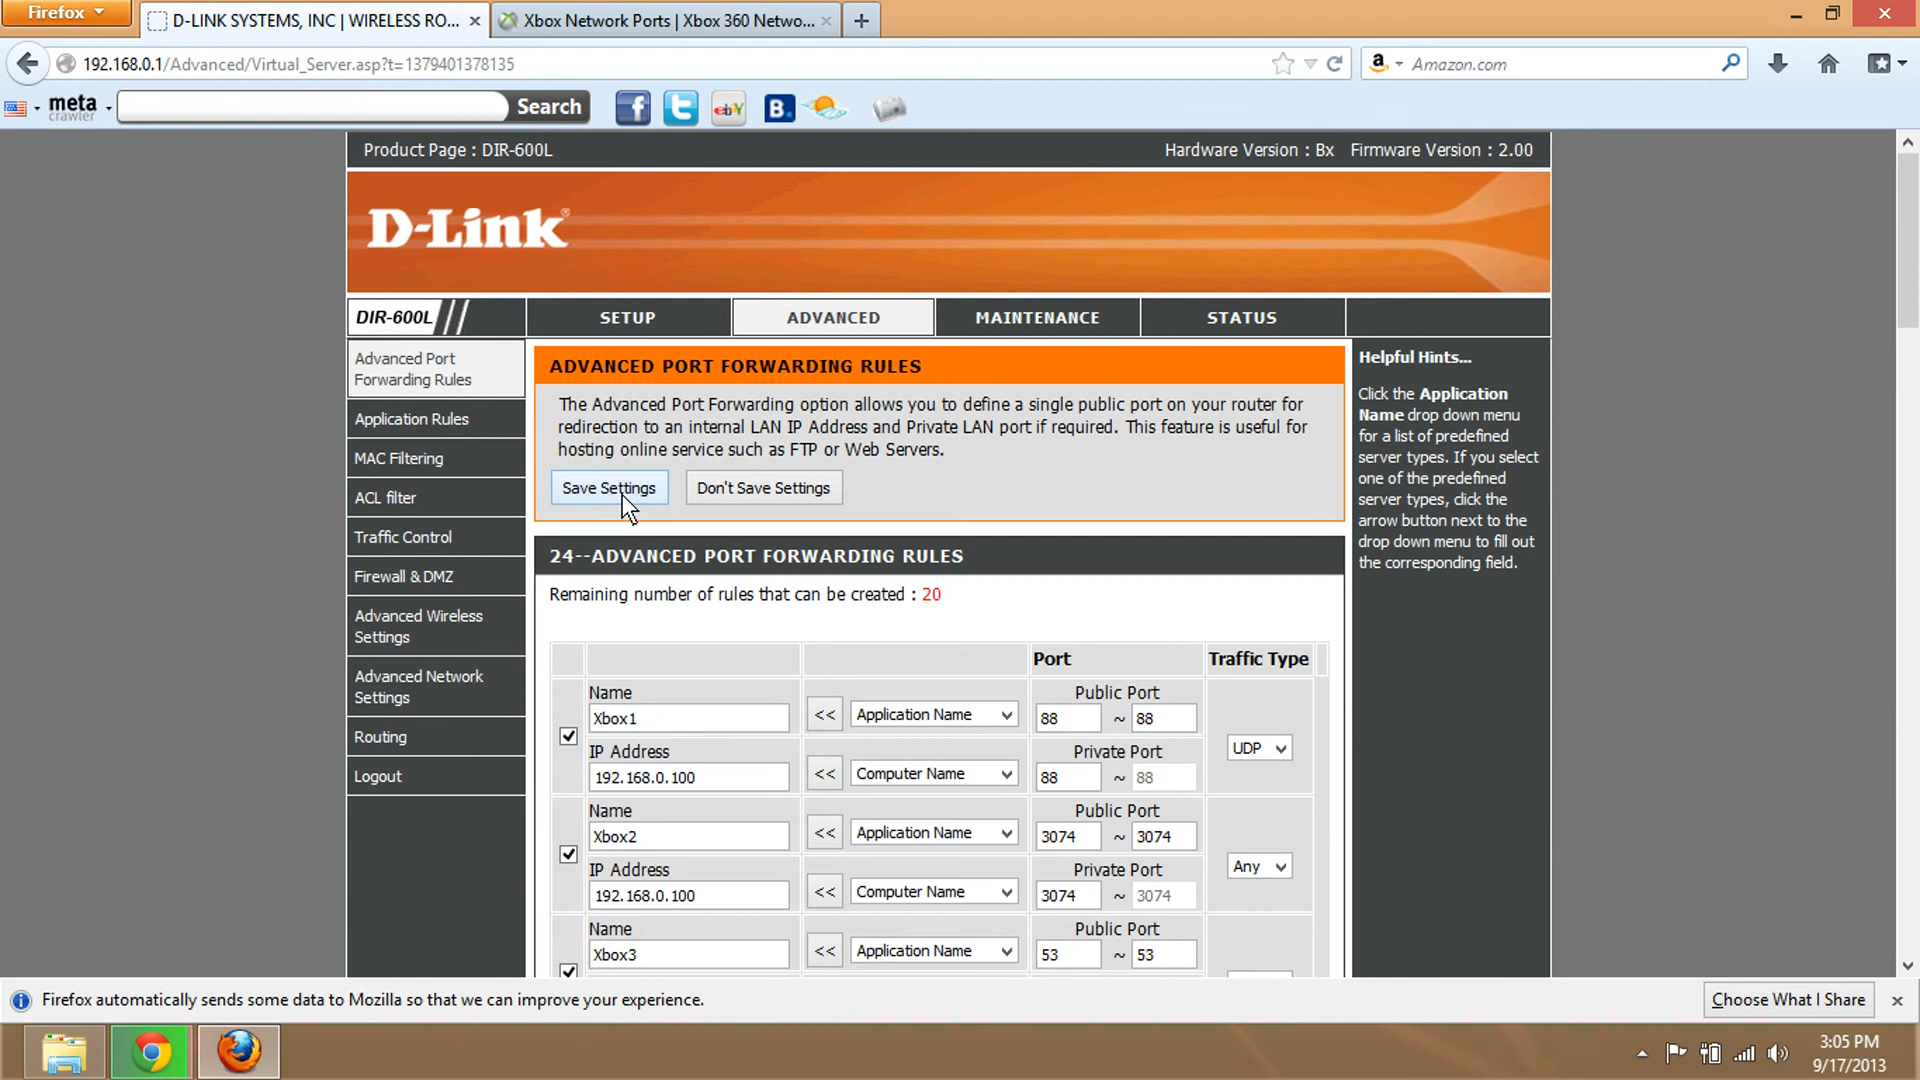 Firefox
D-LINK SYSTEMS, INC | WIRELESS RO...
Xbox Network Ports | Xbox 360 Netwo...
192.168.0.1/Advanced/Virtual_Server.asp?t=1379401378135
Amazon.com
meta
crawler
Search
ebY
B.
Product Page : DIR-600L
Hardware Version : Bx Firmware Version : 2.00
D-Link®
DIR-600L
SETUP
ADVANCED
MAINTENANCE
STATUS
Advanced Port
Forwarding Rules
Application Rules
MAC Filtering
ACL filter
Traffic Control
Firewall & DMZ
Advanced Wireless
Settings
Advanced Network
Settings
Routing
Logout
ADVANCED PORT FORWARDING RULES
The Advanced Port Forwarding option allows you to define a single public port on your router for
redirection to an internal LAN IP Address and Private LAN port if required. This feature is useful for
hosting online service such as FTP or Web Servers.
Save Settings
Don't Save Settings
24--ADVANCED PORT FORWARDING RULES
Remaining number of rules that can be created : 20
Port
Traffic Type
Name
Xbox1
<<
Application Name
Public Port
88 ~ 88
UDP
IP Address
192.168.0.100
<<
Computer Name
Private Port
88 ~ 88
Name
Xbox2
<<
Application Name
Public Port
3074 ~ 3074
Any
IP Address
192.168.0.100
<<
Computer Name
Private Port
3074 ~ 3074
Name
Xbox3
<<
Application Name
Public Port
53 ~ 53
Helpful Hints...
Click the Application
Name drop down menu
for a list of predefined
server types. If you select
one of the predefined
server types, click the
arrow button next to the
drop down menu to fill out
the corresponding field.
Firefox automatically sends some data to Mozilla so that we can improve your experience.
Choose What I Share
3:05 PM
9/17/2013